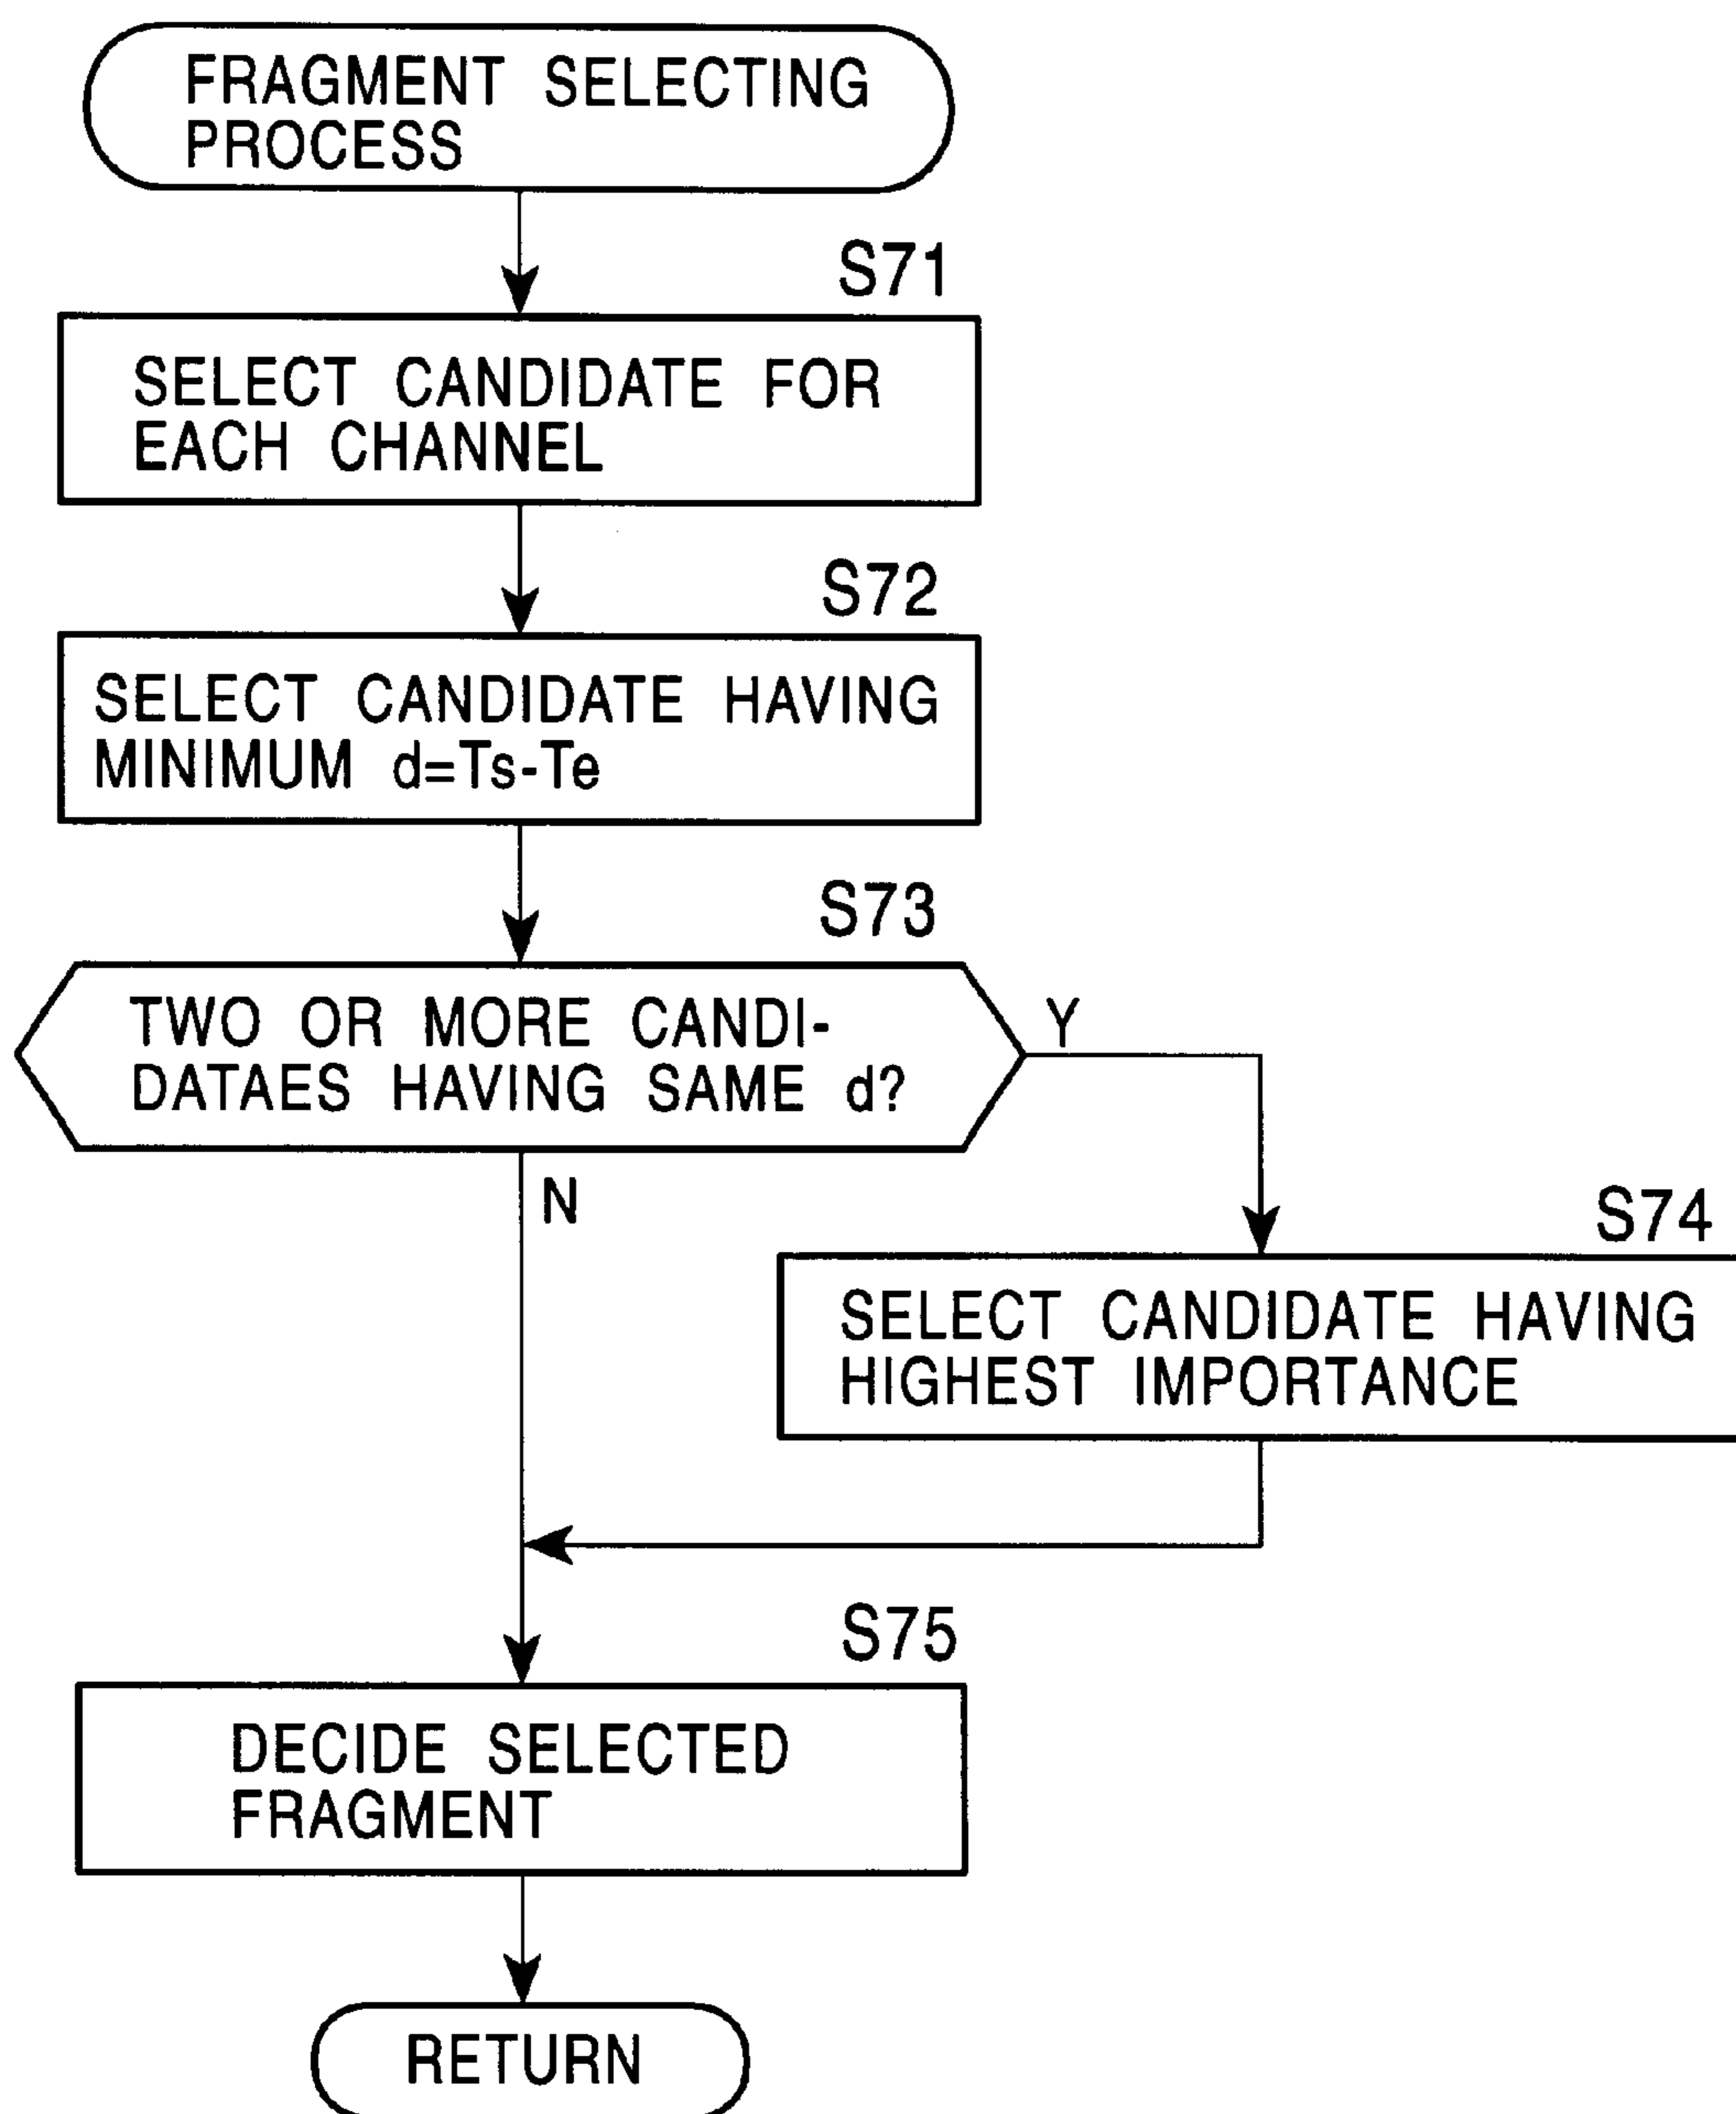 FRAGMENT SELECTING
PROCESS
S71
SELECT CANDIDATE FOR
EACH CHANNEL
S72
SELECT CANDIDATE HAVING
MINIMUM d=Ts-Te
S73
TWO OR MORE CANDI-
DATAES HAVING SAME d?
Y
N
S74
SELECT CANDIDATE HAVING
HIGHEST IMPORTANCE
S75
DECIDE SELECTED
FRAGMENT
RETURN